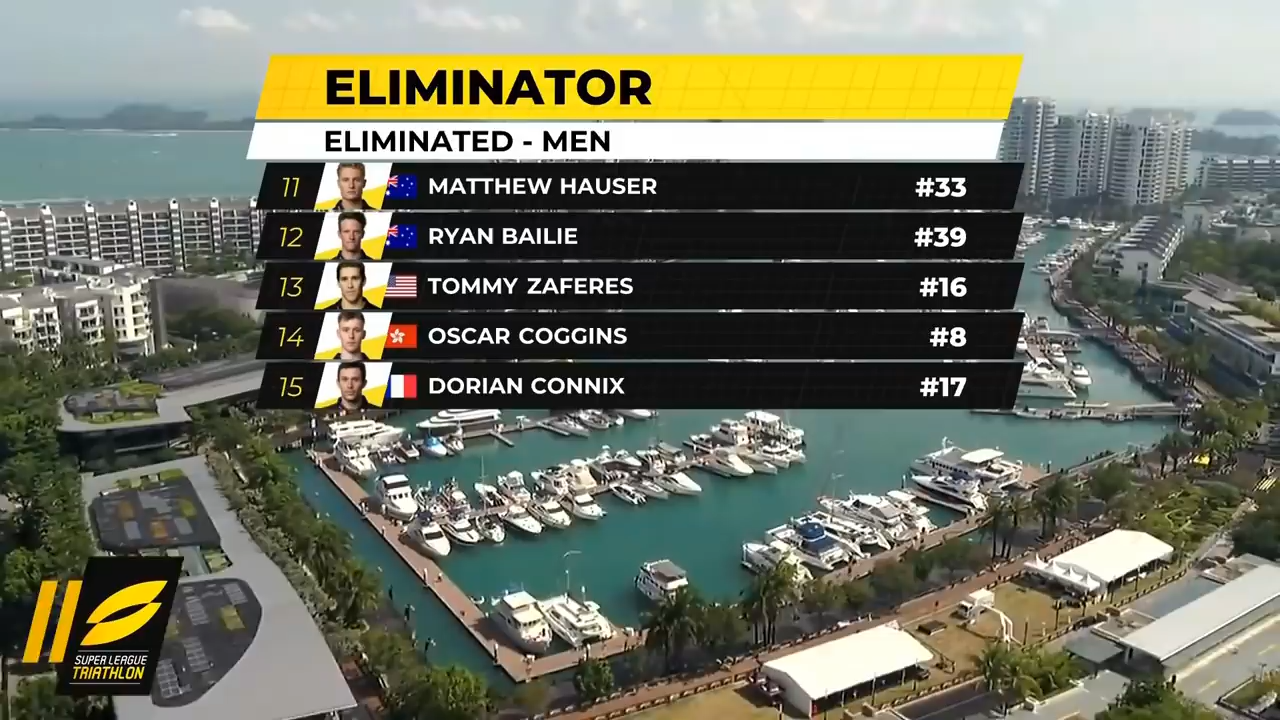 ELIMINATOR
ELIMINATED - MEN
11 MATTHEW HAUSER #33
12 RYAN BAILIE #39
13 TOMMY ZAFERES #16
14 OSCAR COGGINS #8
15 DORIAN CONNIX #17
SUPER LEAGUE
TRIATHLON